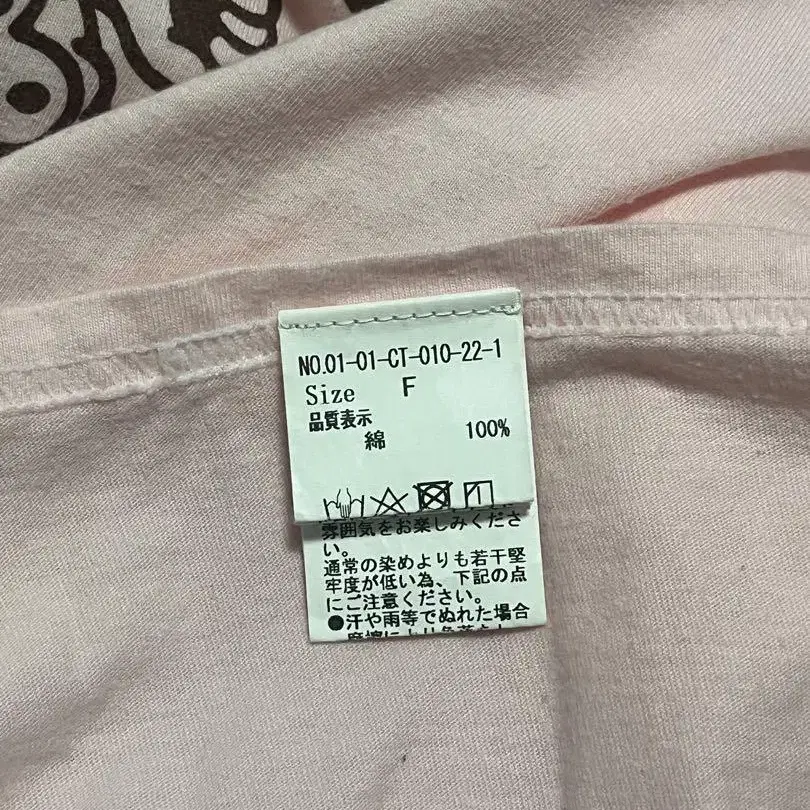 NO.01-01-CT-010-22-1
Size F
品質表示
綿 100%
雰囲気をお楽しみくださ
い。
通常の染めよりも若干堅
牢度が低い為、下記の点
にご注意ください。
●汗や雨等でぬれた場合